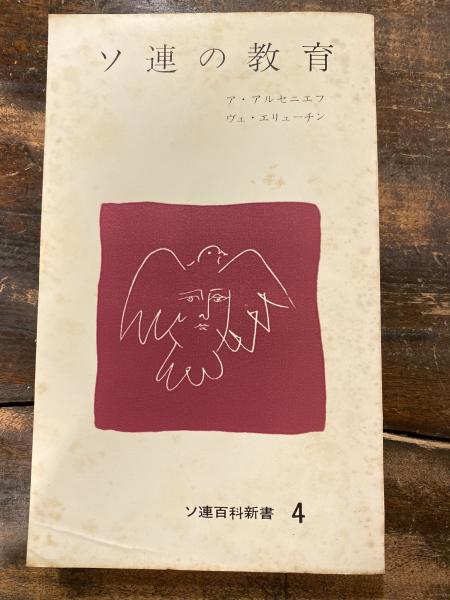 ソ連の教育
ア・アルセニエフ
ヴェ・エリューチン
ソ連百科新書 4